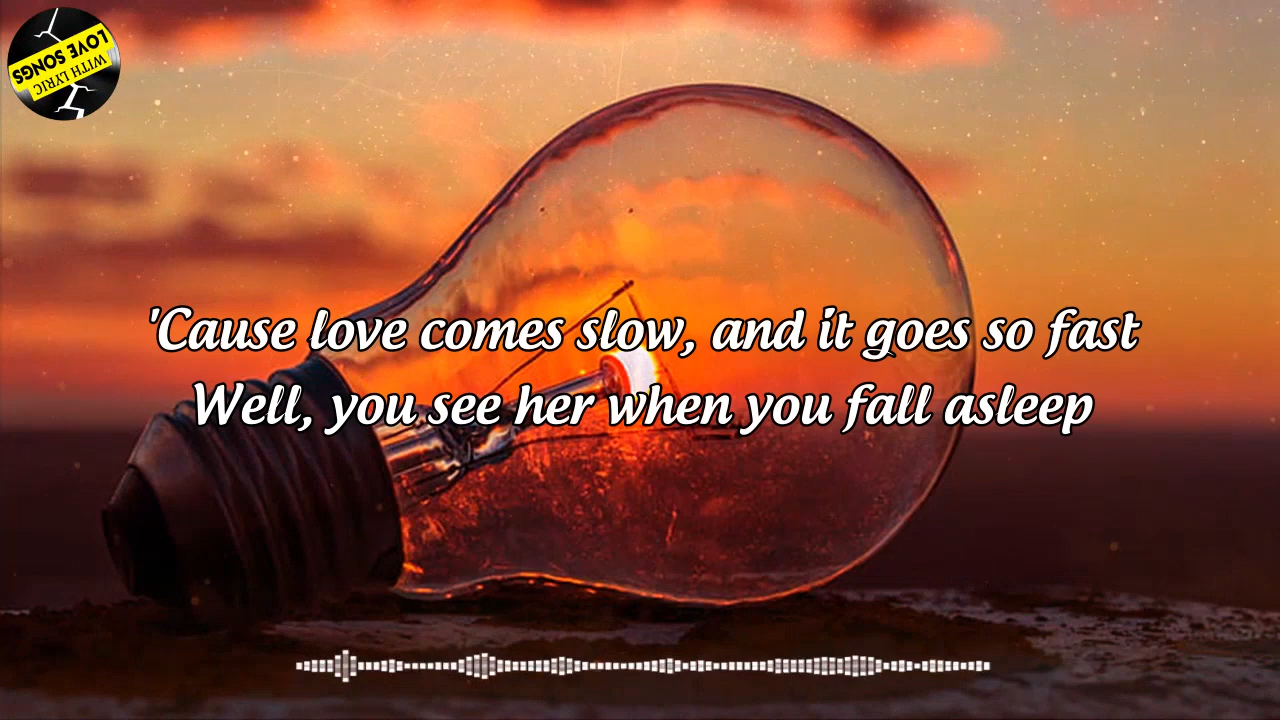 LOVE SONGS
WITH LYRIC
'Cause love comes slow, and it goes so fast
Well, you see her when you fall asleep